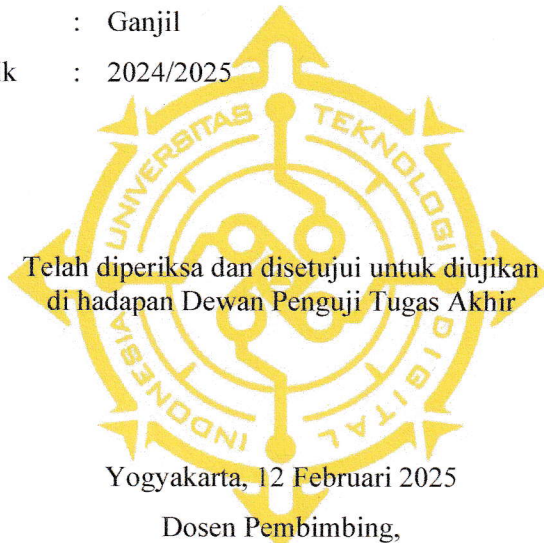 : Ganjil
k : 2024/2025
UNIVERSITAS TEKNOLOGI DIGITAL INDONESIA
Telah diperiksa dan disetujui untuk diujikan
di hadapan Dewan Penguji Tugas Akhir
Yogyakarta, 12 Februari 2025
Dosen Pembimbing,